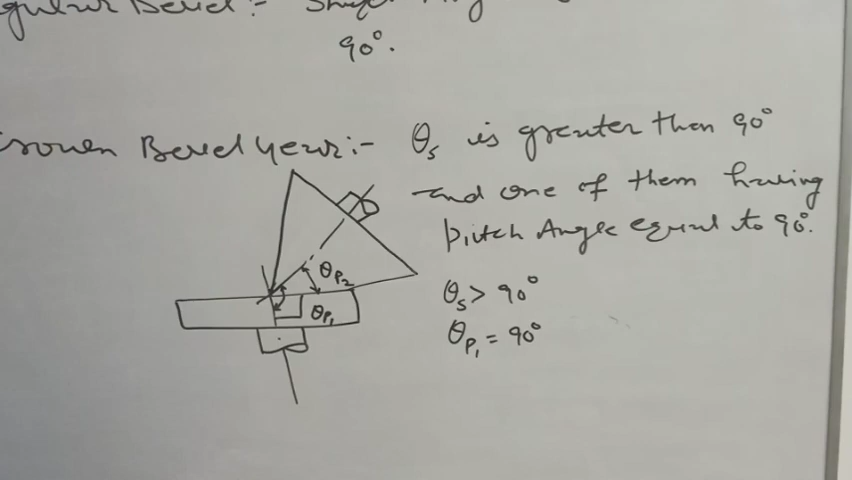 90°.
Bevel gear:- θs is greater than 90°
and one of them having
pitch Angle equal to 90°.
θP2
θs > 90°
θP1
θP1 = 90°